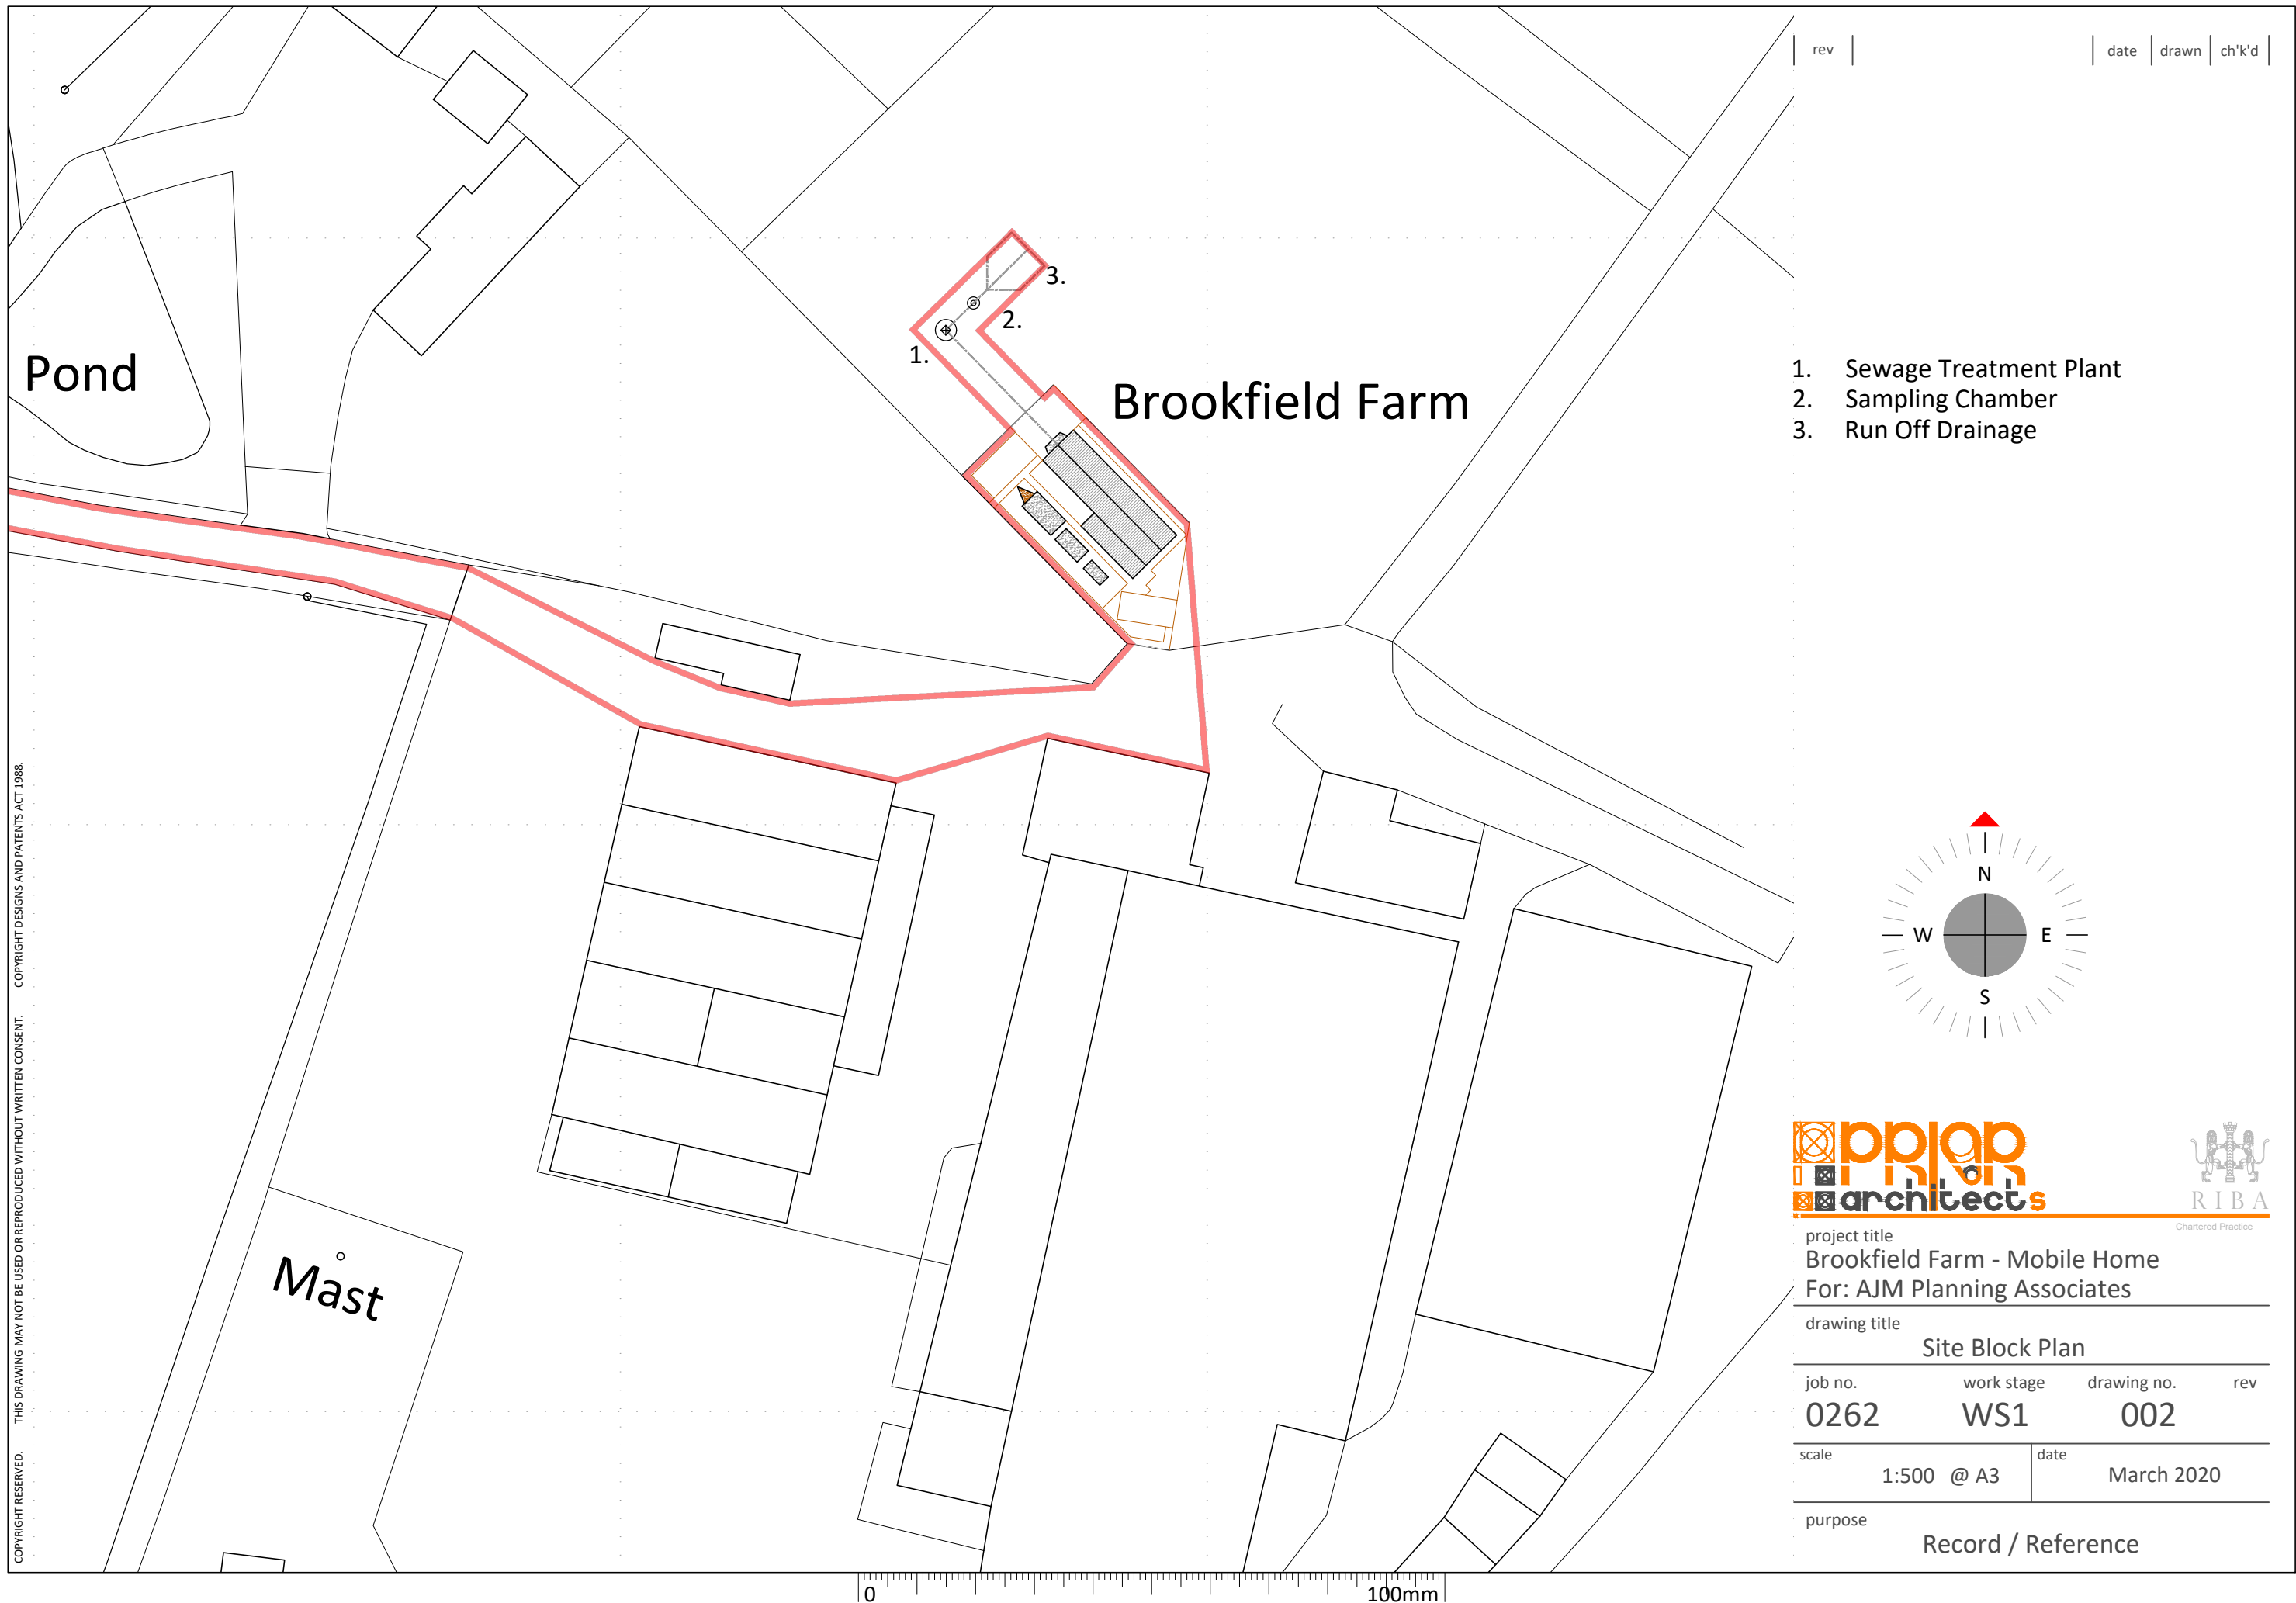 rev
date drawn ch'k'd
3.
2.
1.
Pond
Brookfield Farm
1. Sewage Treatment Plant
2. Sampling Chamber
3. Run Off Drainage
N
W E
S
Mast
COPYRIGHT RESERVED. THIS DRAWING MAY NOT BE USED OR REPRODUCED WITHOUT WRITTEN CONSENT. COPYRIGHT DESIGNS AND PATENTS ACT 1988.
architects
RIBA
Chartered Practice
project title
Brookfield Farm - Mobile Home
For: AJM Planning Associates
drawing title
Site Block Plan
job no. work stage drawing no. rev
0262 WS1 002
scale date
1:500 @ A3 March 2020
purpose
Record / Reference
0 100mm